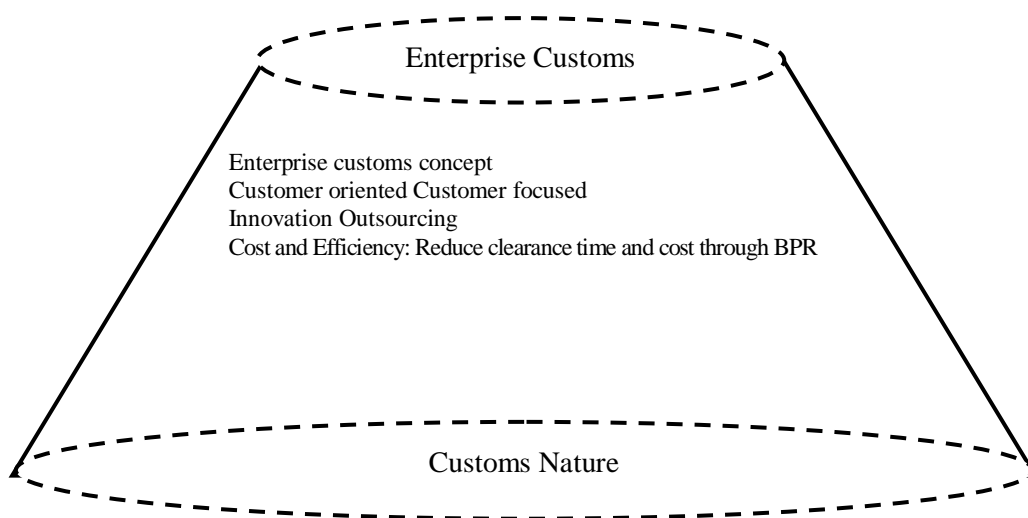 Enterprise Customs
Enterprise customs concept
Customer oriented Customer focused
Innovation Outsourcing
Cost and Efficiency: Reduce clearance time and cost through BPR
Customs Nature